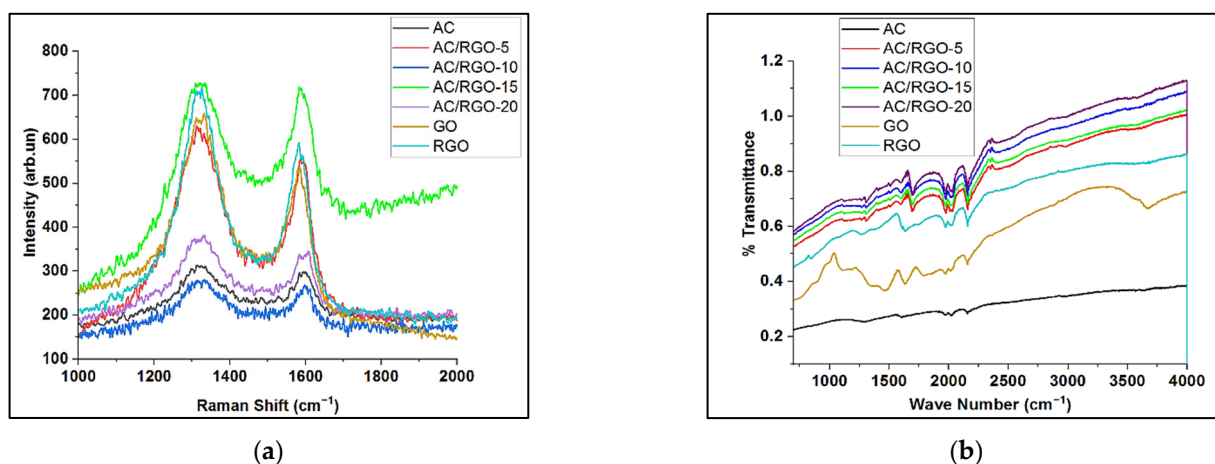 AC
AC/RGO-5
AC/RGO-10
AC/RGO-15
AC/RGO-20
GO
RGO
800
700
600
500
400
300
200
100
Intensity (arb.un)
1000 1200 1400 1600 1800 2000
Raman Shift (cm⁻¹)
(a)
AC
AC/RGO-5
AC/RGO-10
AC/RGO-15
AC/RGO-20
GO
RGO
1.2
1.0
0.8
0.6
0.4
0.2
% Transmittance
1000 1500 2000 2500 3000 3500 4000
Wave Number (cm⁻¹)
(b)